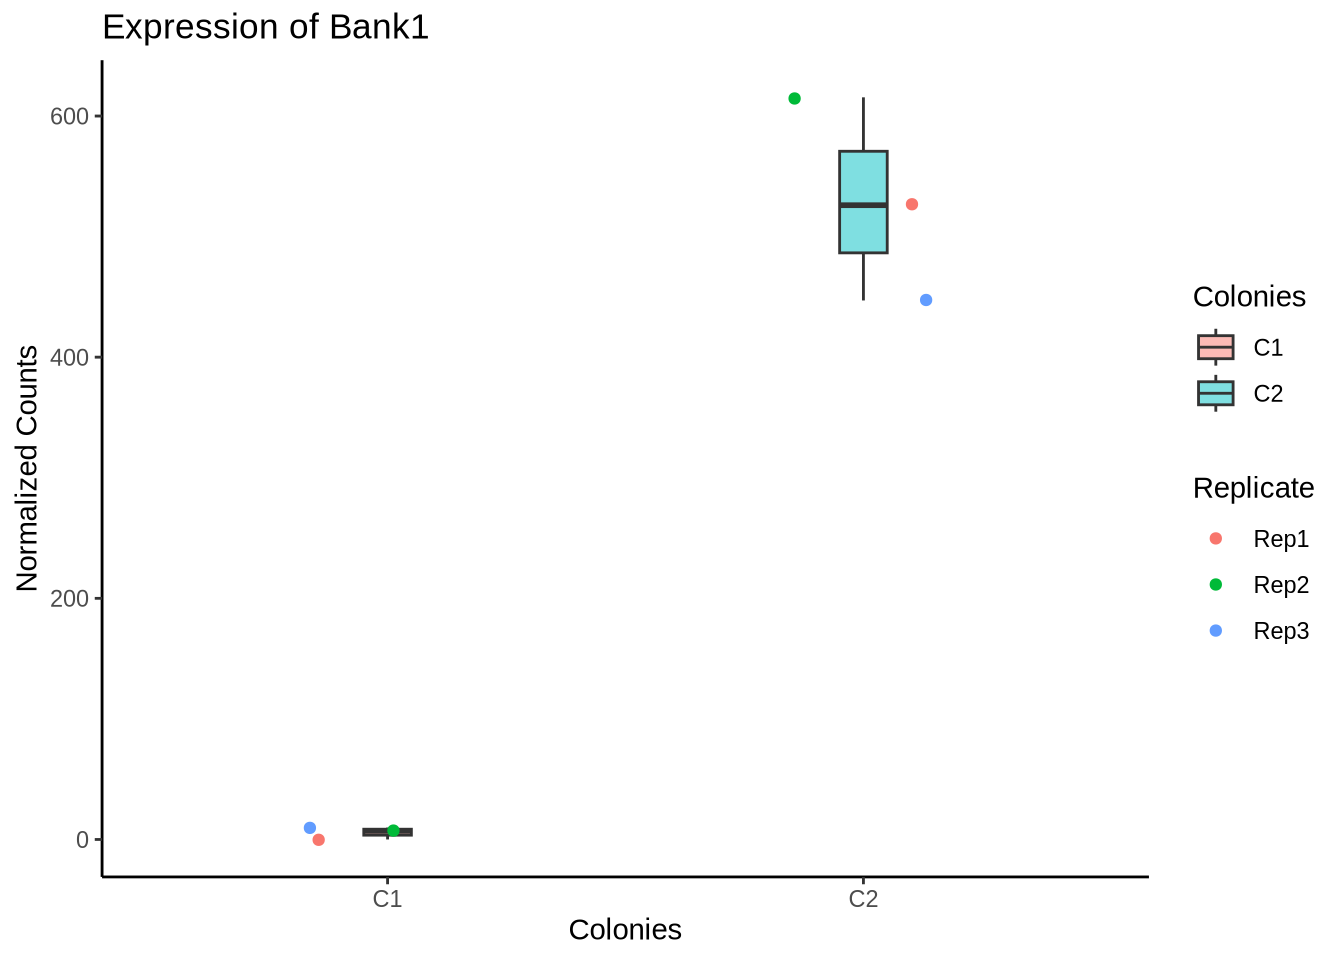 Expression of Bank1
600
400
200
0
Normalized Counts
C1
C2
Colonies
Colonies
C1
C2
Replicate
Rep1
Rep2
Rep3